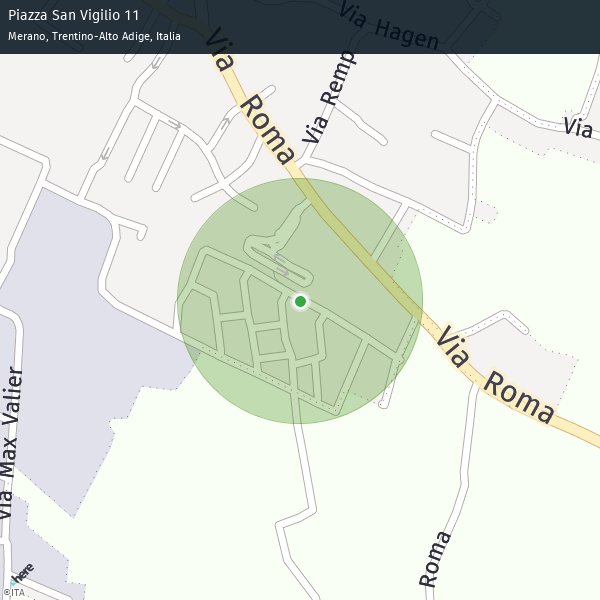 Piazza San Vigilio 11
Merano, Trentino-Alto Adige, Italia
Via Hagen
Via Roma
Via Remp
Via
Via Roma
Via Max Valier
Roma
here
©ITA